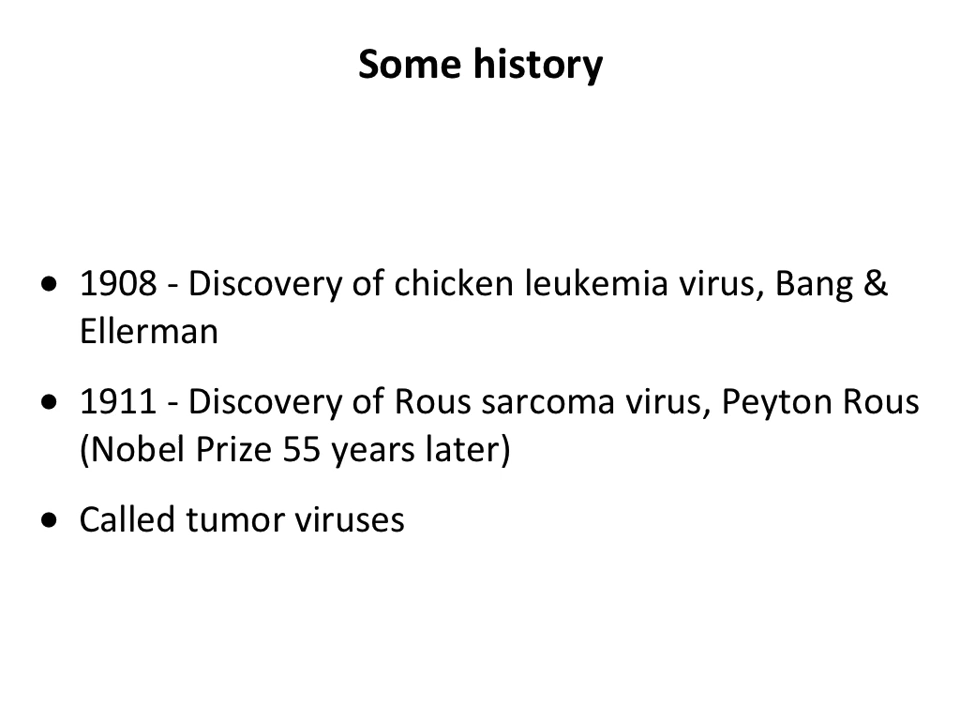 Some history
• 1908 - Discovery of chicken leukemia virus, Bang &
Ellerman
• 1911 - Discovery of Rous sarcoma virus, Peyton Rous
(Nobel Prize 55 years later)
• Called tumor viruses